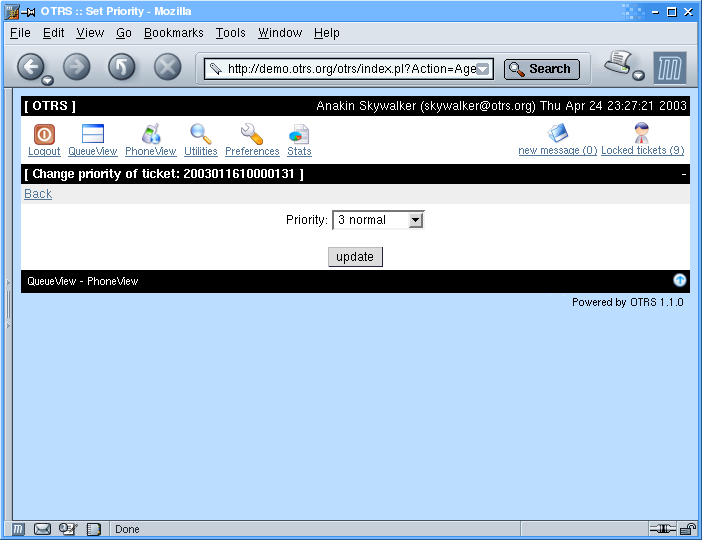 OTRS :: Set Priority - Mozilla
File Edit View Go Bookmarks Tools Window Help
http://demo.otrs.org/otrs/index.pl?Action=Age Search
[ OTRS ] Anakin Skywalker (skywalker@otrs.org) Thu Apr 24 23:27:21 2003
Logout QueueView PhoneView Utilities Preferences Stats new message (0) Locked tickets (9)
[ Change priority of ticket: 2003011610000131 ] -
Back
Priority: 3 normal
update
QueueView - PhoneView
Powered by OTRS 1.1.0
Done